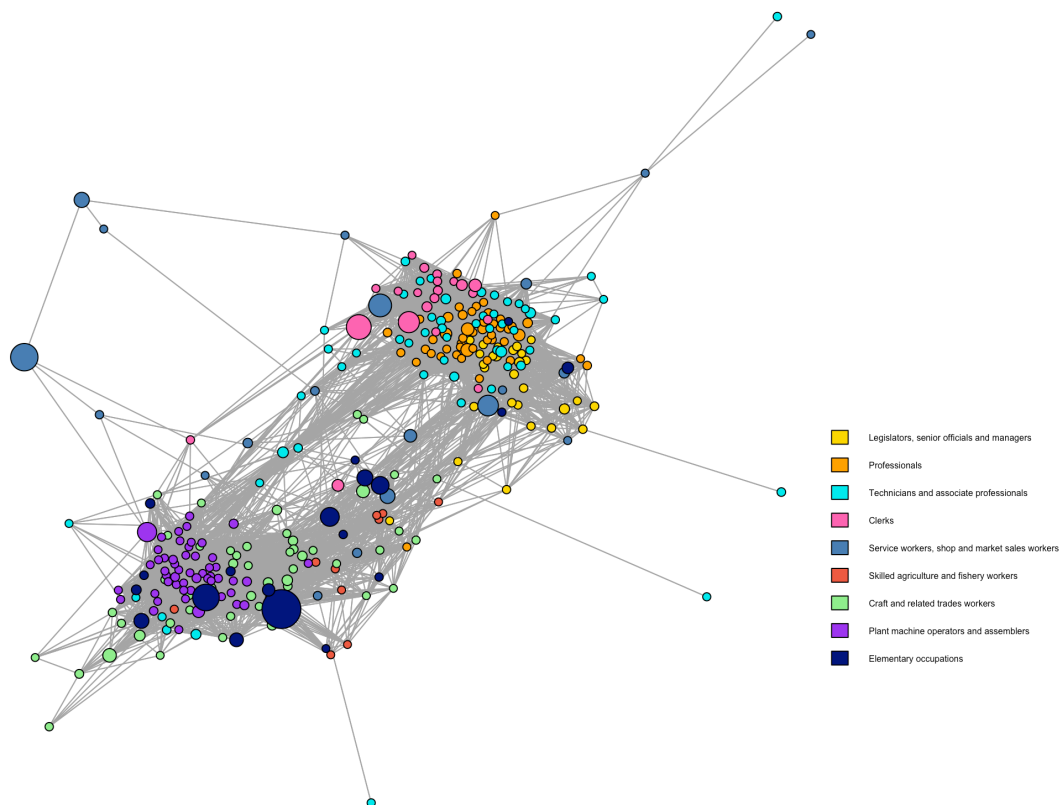 Legislators, senior officials and managers
Professionals
Technicians and associate professionals
Clerks
Service workers, shop and market sales workers
Skilled agriculture and fishery workers
Craft and related trades workers
Plant machine operators and assemblers
Elementary occupations